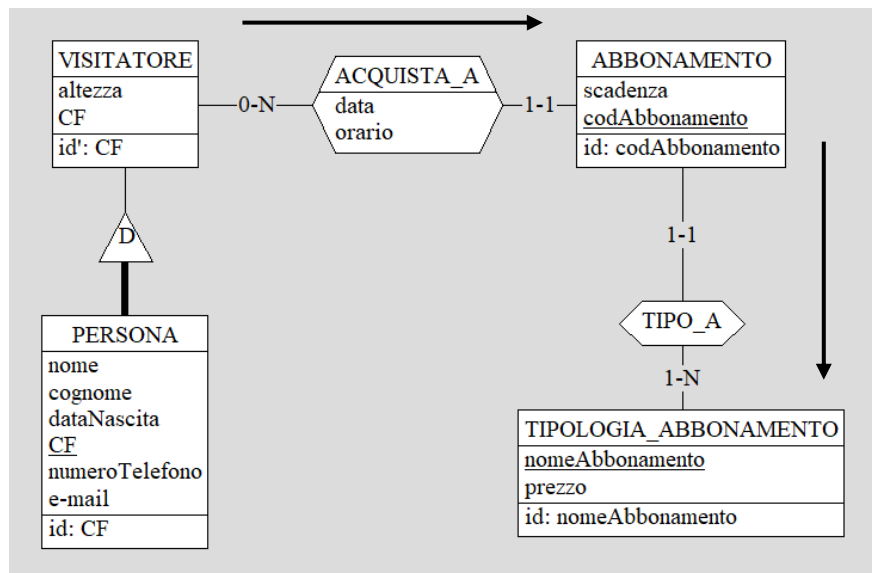 VISITATORE
altezza
CF
id': CF
0-N
ACQUISTA_A
data
orario
1-1
ABBONAMENTO
scadenza
codAbbonamento
id: codAbbonamento
D
1-1
TIPO_A
1-N
PERSONA
nome
cognome
dataNascita
CF
numeroTelefono
e-mail
id: CF
TIPOLOGIA_ABBONAMENTO
nomeAbbonamento
prezzo
id: nomeAbbonamento